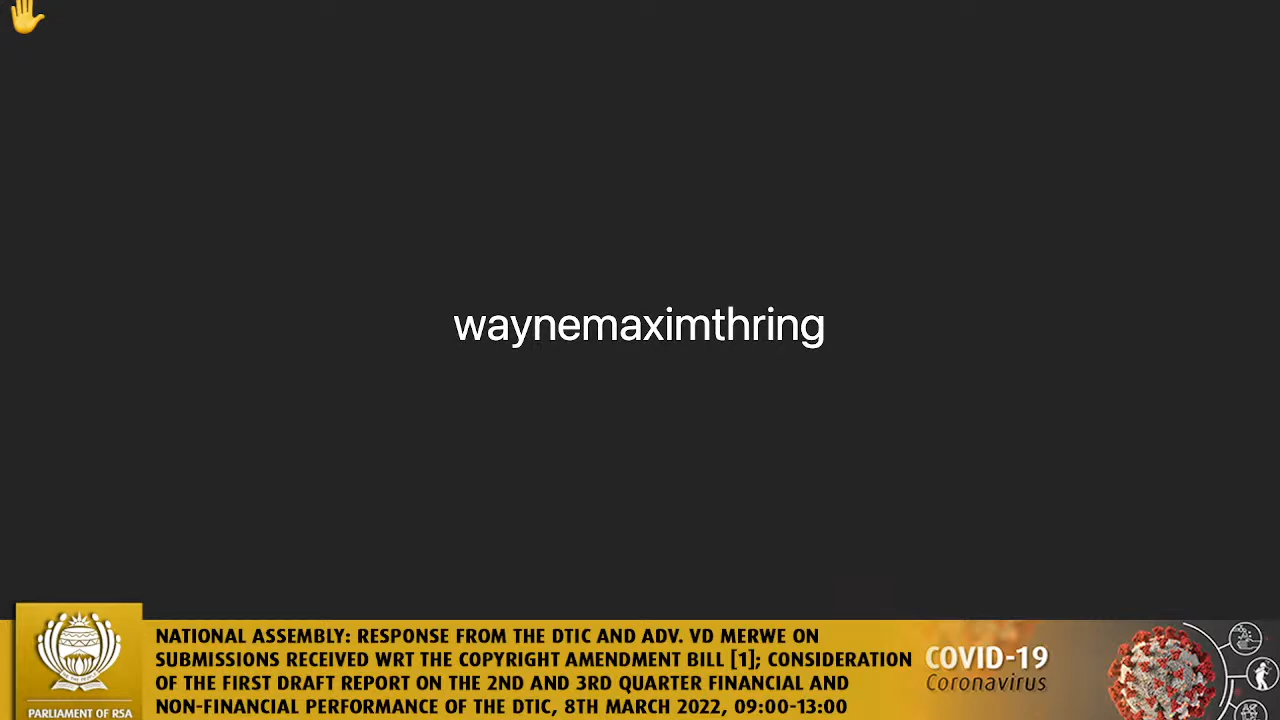 waynemaximthring
NATIONAL ASSEMBLY: RESPONSE FROM THE DTIC AND ADV. VD MERWE ON
SUBMISSIONS RECEIVED WRT THE COPYRIGHT AMENDMENT BILL [1]; CONSIDERATION
OF THE FIRST DRAFT REPORT ON THE 2ND AND 3RD QUARTER FINANCIAL AND
NON-FINANCIAL PERFORMANCE OF THE DTIC, 8TH MARCH 2022, 09:00-13:00
COVID-19
Coronavirus
PARLIAMENT OF RSA